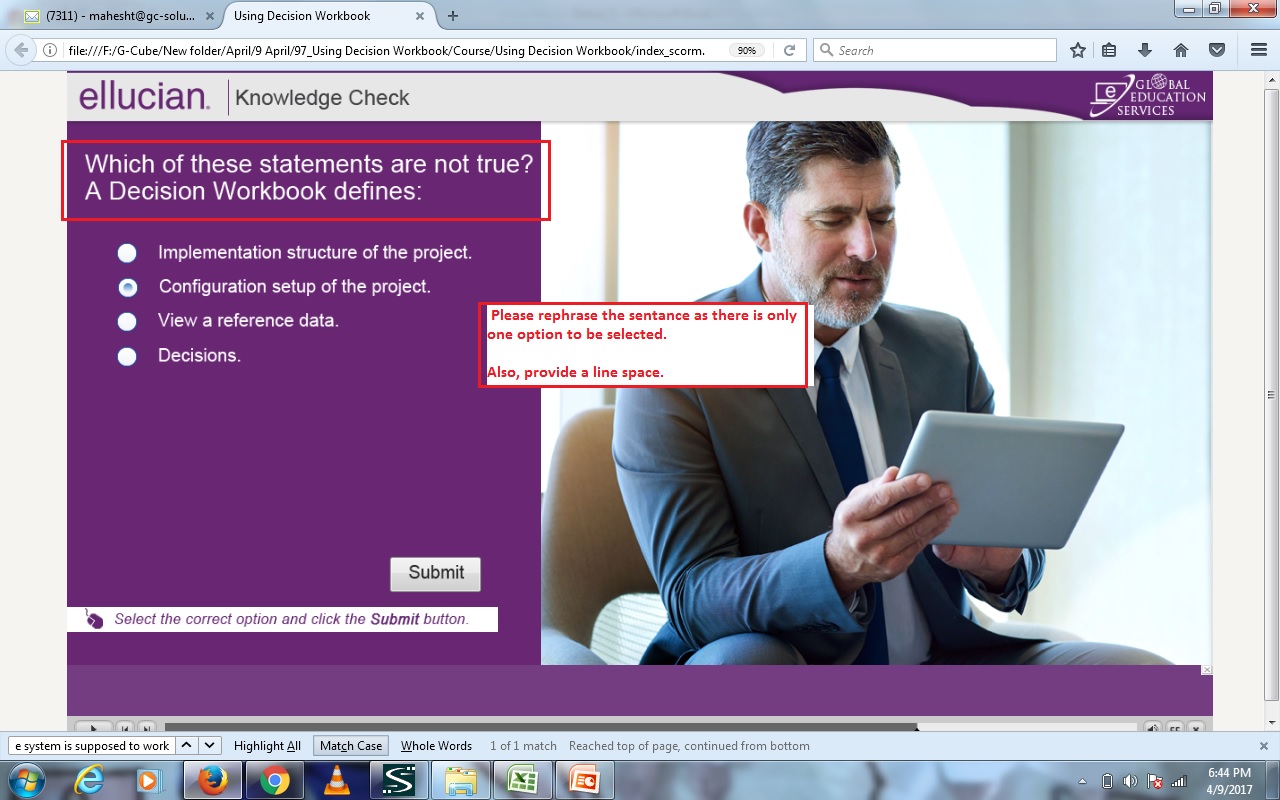 (7311) - mahesht@gc-solu...
Using Decision Workbook
file:///F:/G-Cube/New folder/April/9 April/97_Using Decision Workbook/Course/Using Decision Workbook/index_scorm.
90%
Search
ellucian.
Knowledge Check
e
GLOBAL
EDUCATION
SERVICES
Which of these statements are not true?
A Decision Workbook defines:
Implementation structure of the project.
Configuration setup of the project.
View a reference data.
Decisions.
Please rephrase the sentance as there is only
one option to be selected.
Also, provide a line space.
Submit
Select the correct option and click the Submit button.
e system is supposed to work
Highlight All
Match Case
Whole Words
1 of 1 match
Reached top of page, continued from bottom
6:44 PM
4/9/2017